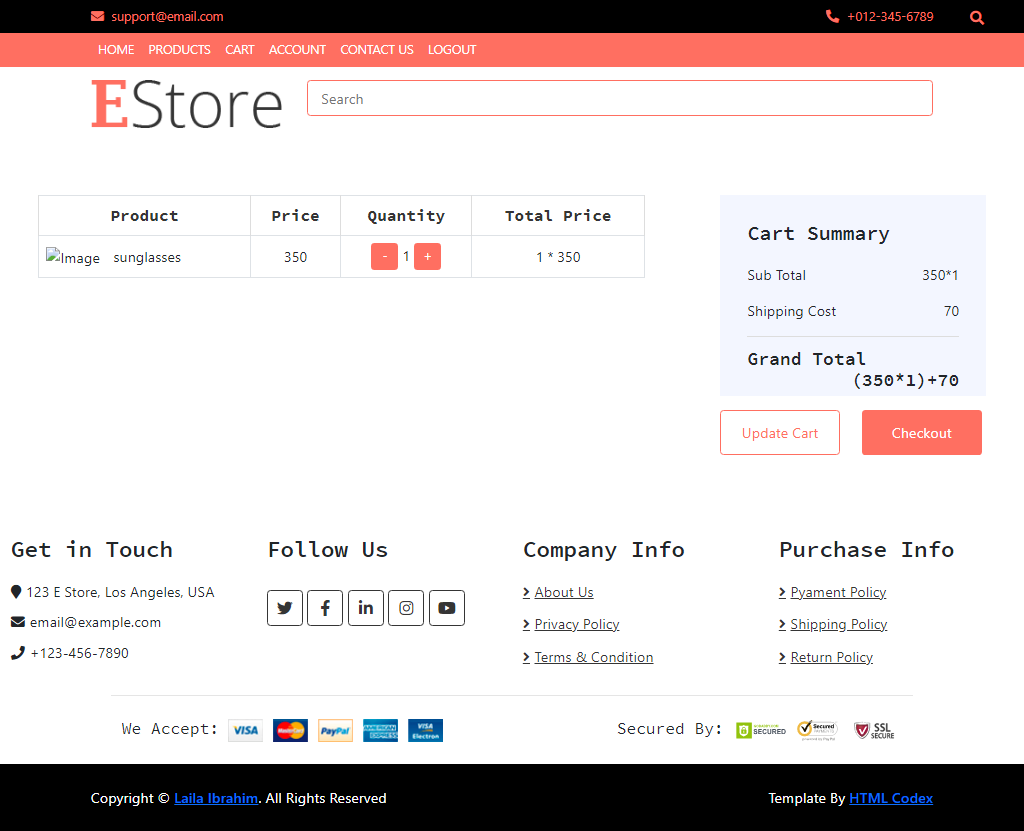 support@email.com +012-345-6789
HOME PRODUCTS CART ACCOUNT CONTACT US LOGOUT
EStore
Search
Product Price Quantity Total Price
Image sunglasses 350 - 1 + 1 * 350
Cart Summary
Sub Total 350*1
Shipping Cost 70
Grand Total
(350*1)+70
Update Cart Checkout
Get in Touch
123 E Store, Los Angeles, USA
email@example.com
+123-456-7890
Follow Us
Company Info
About Us
Privacy Policy
Terms & Condition
Purchase Info
Pyament Policy
Shipping Policy
Return Policy
We Accept: VISA MasterCard PayPal AMERICAN EXPRESS VISA Electron
Secured By: SECURED Secured SSL SECURE
Copyright © Laila Ibrahim. All Rights Reserved
Template By HTML Codex